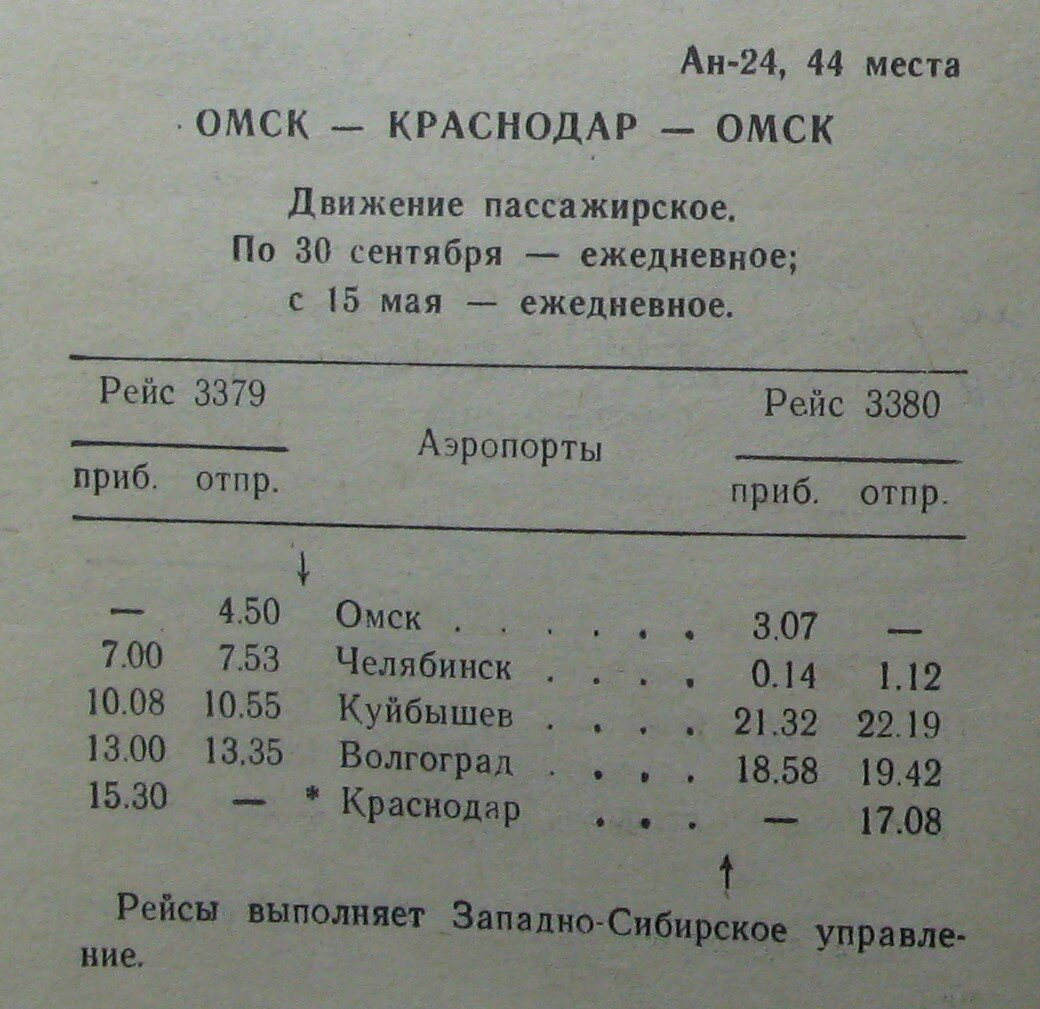 Ан-24, 44 места
ОМСК — КРАСНОДАР — ОМСК
Движение пассажирское.
По 30 сентября — ежедневное;
с 15 мая — ежедневное.
Рейс 3379 Аэропорты Рейс 3380
приб. отпр. приб. отпр.
↓
— 4.50 Омск . . . . . . 3.07 —
7.00 7.53 Челябинск . . . . 0.14 1.12
10.08 10.55 Куйбышев . . . . 21.32 22.19
13.00 13.35 Волгоград . . . . 18.58 19.42
15.30 — * Краснодар . . . — 17.08
↑
Рейсы выполняет Западно-Сибирское управле-
ние.